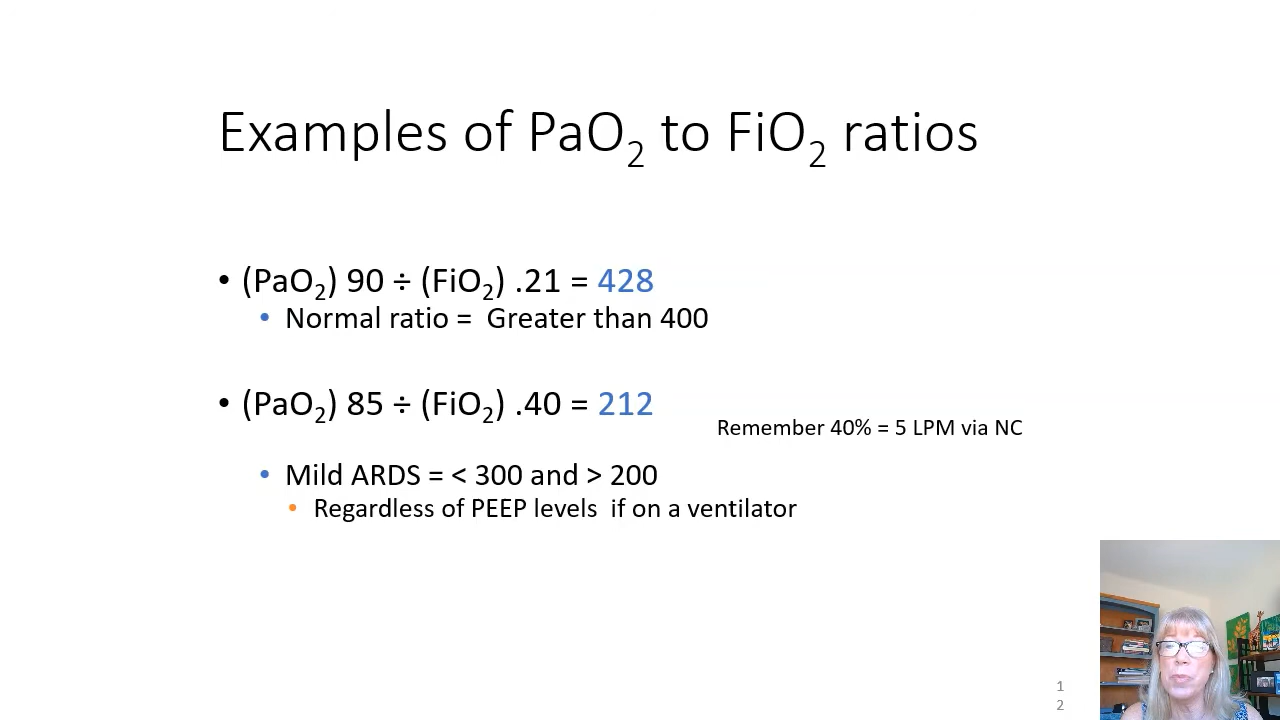 Examples of PaO₂ to FiO₂ ratios
• (PaO₂) 90 ÷ (FiO₂) .21 = 428
• Normal ratio = Greater than 400
• (PaO₂) 85 ÷ (FiO₂) .40 = 212
Remember 40% = 5 LPM via NC
• Mild ARDS = < 300 and > 200
• Regardless of PEEP levels if on a ventilator
1
2